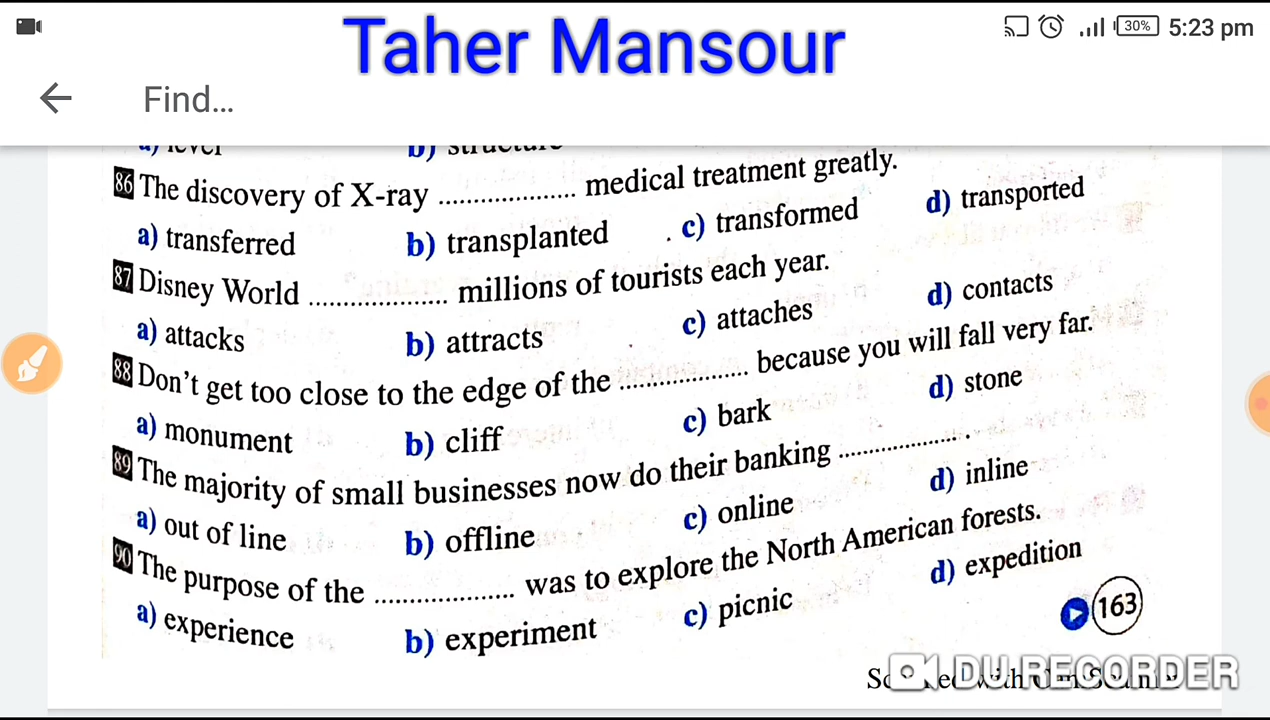 Taher Mansour
30% 5:23 pm
Find...
a) level b) structure
86 The discovery of X-ray .................... medical treatment greatly.
a) transferred b) transplanted c) transformed d) transported
87 Disney World .................... millions of tourists each year.
a) attacks b) attracts c) attaches d) contacts
88 Don't get too close to the edge of the .................... because you will fall very far.
a) monument b) cliff c) bark d) stone
89 The majority of small businesses now do their banking .................... .
a) out of line b) offline c) online d) inline
90 The purpose of the .................... was to explore the North American forests.
a) experience b) experiment c) picnic d) expedition
163
DU RECORDER